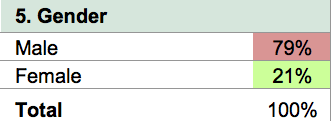 5. Gender
Male 79%
Female 21%
Total 100%